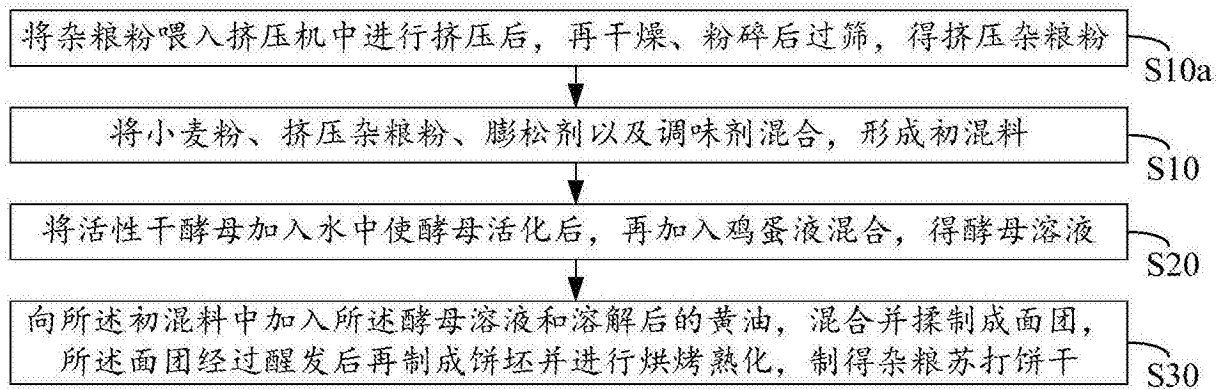 将杂粮粉喂入挤压机中进行挤压后，再干燥、粉碎后过筛，得挤压杂粮粉
S10a
将小麦粉、挤压杂粮粉、膨松剂以及调味剂混合，形成初混料
S10
将活性干酵母加入水中使酵母活化后，再加入鸡蛋液混合，得酵母溶液
S20
向所述初混料中加入所述酵母溶液和溶解后的黄油，混合并揉制成面团，
所述面团经过醒发后再制成饼坯并进行烘烤熟化，制得杂粮苏打饼干
S30